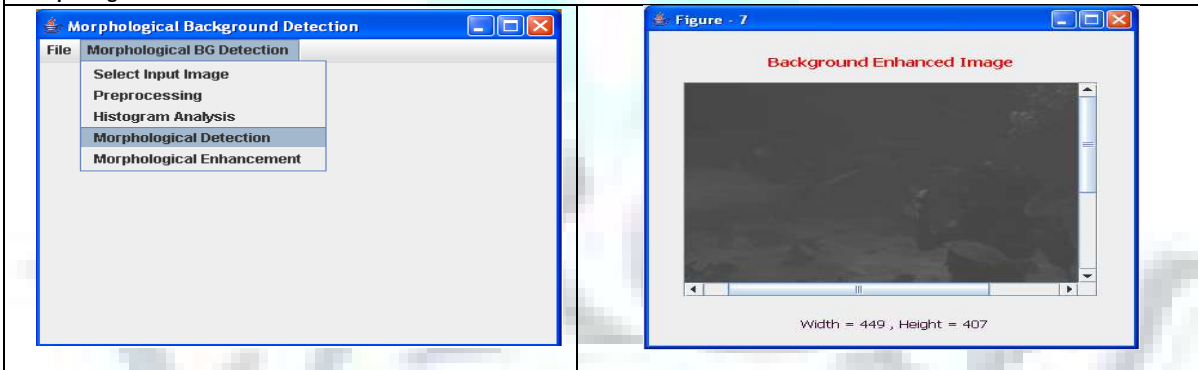 Morphological Background Detection
File Morphological BG Detection
Select Input Image
Preprocessing
Histogram Analysis
Morphological Detection
Morphological Enhancement
Figure - 7
Background Enhanced Image
Width = 449 , Height = 407